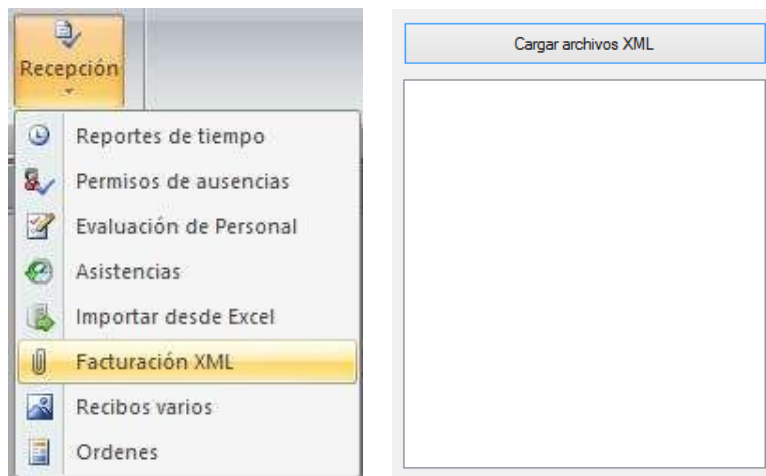 Recepción
Reportes de tiempo
Permisos de ausencias
Evaluación de Personal
Asistencias
Importar desde Excel
Facturación XML
Recibos varios
Ordenes
Cargar archivos XML